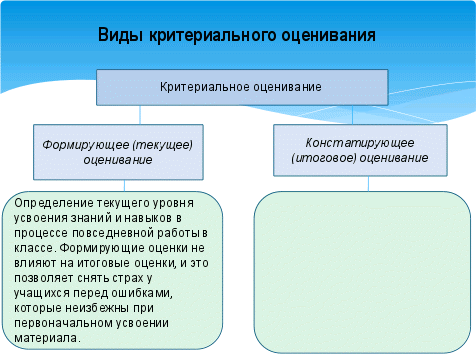 Виды критериального оценивания
Критериальное оценивание
Формирующее (текущее)
оценивание
Констатирующее
(итоговое) оценивание
Определение текущего уровня
усвоения знаний и навыков в
процессе повседневной работы в
классе. Формирующие оценки не
влияют на итоговые оценки, и это
позволяет снять страх у
учащихся перед ошибками,
которые неизбежны при
первоначальном усвоении
материала.